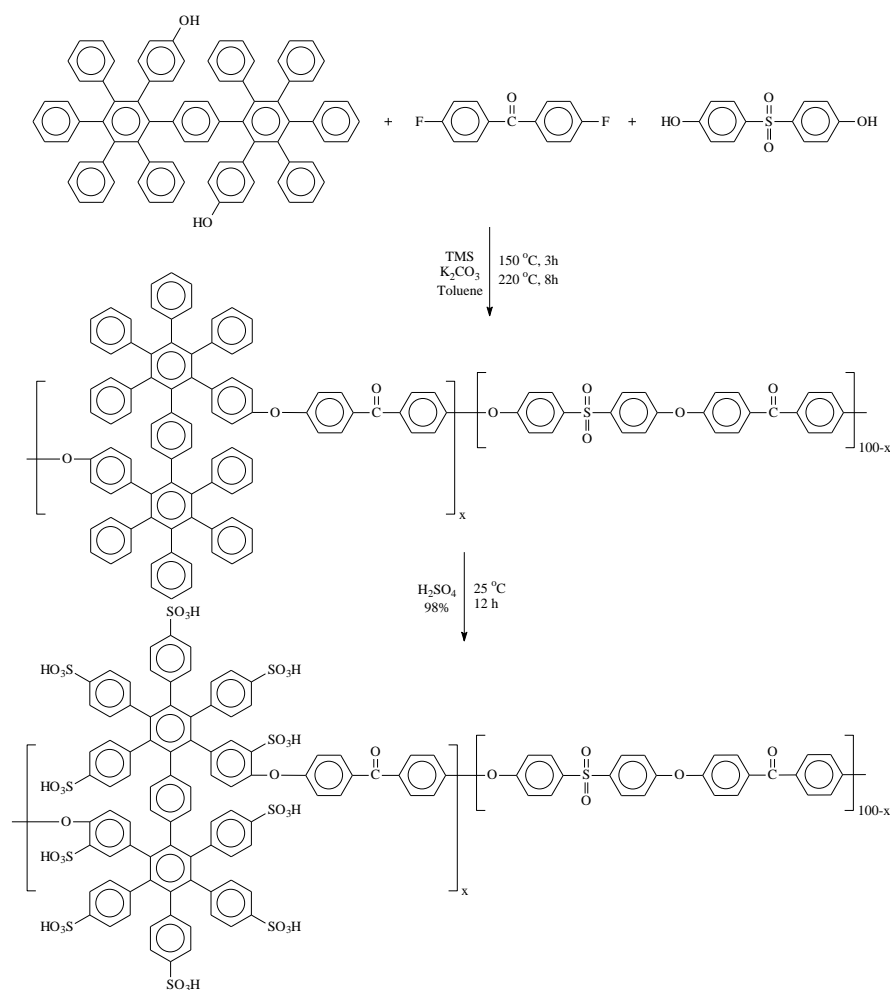 OH
O
O
F
C
F
HO
S
OH
+
+
O
HO
TMS
150 °C, 3h
K2CO3
220 °C, 8h
Toluene
O
O
O
C
O
S
O
C
O
O
100-x
x
H2SO4
25 °C
98%
12 h
SO3H
HO3S
SO3H
SO3H
HO3S
O
O
O
O
C
O
S
O
C
SO3H
O
O
100-x
HO3S
x
HO3S
SO3H
SO3H